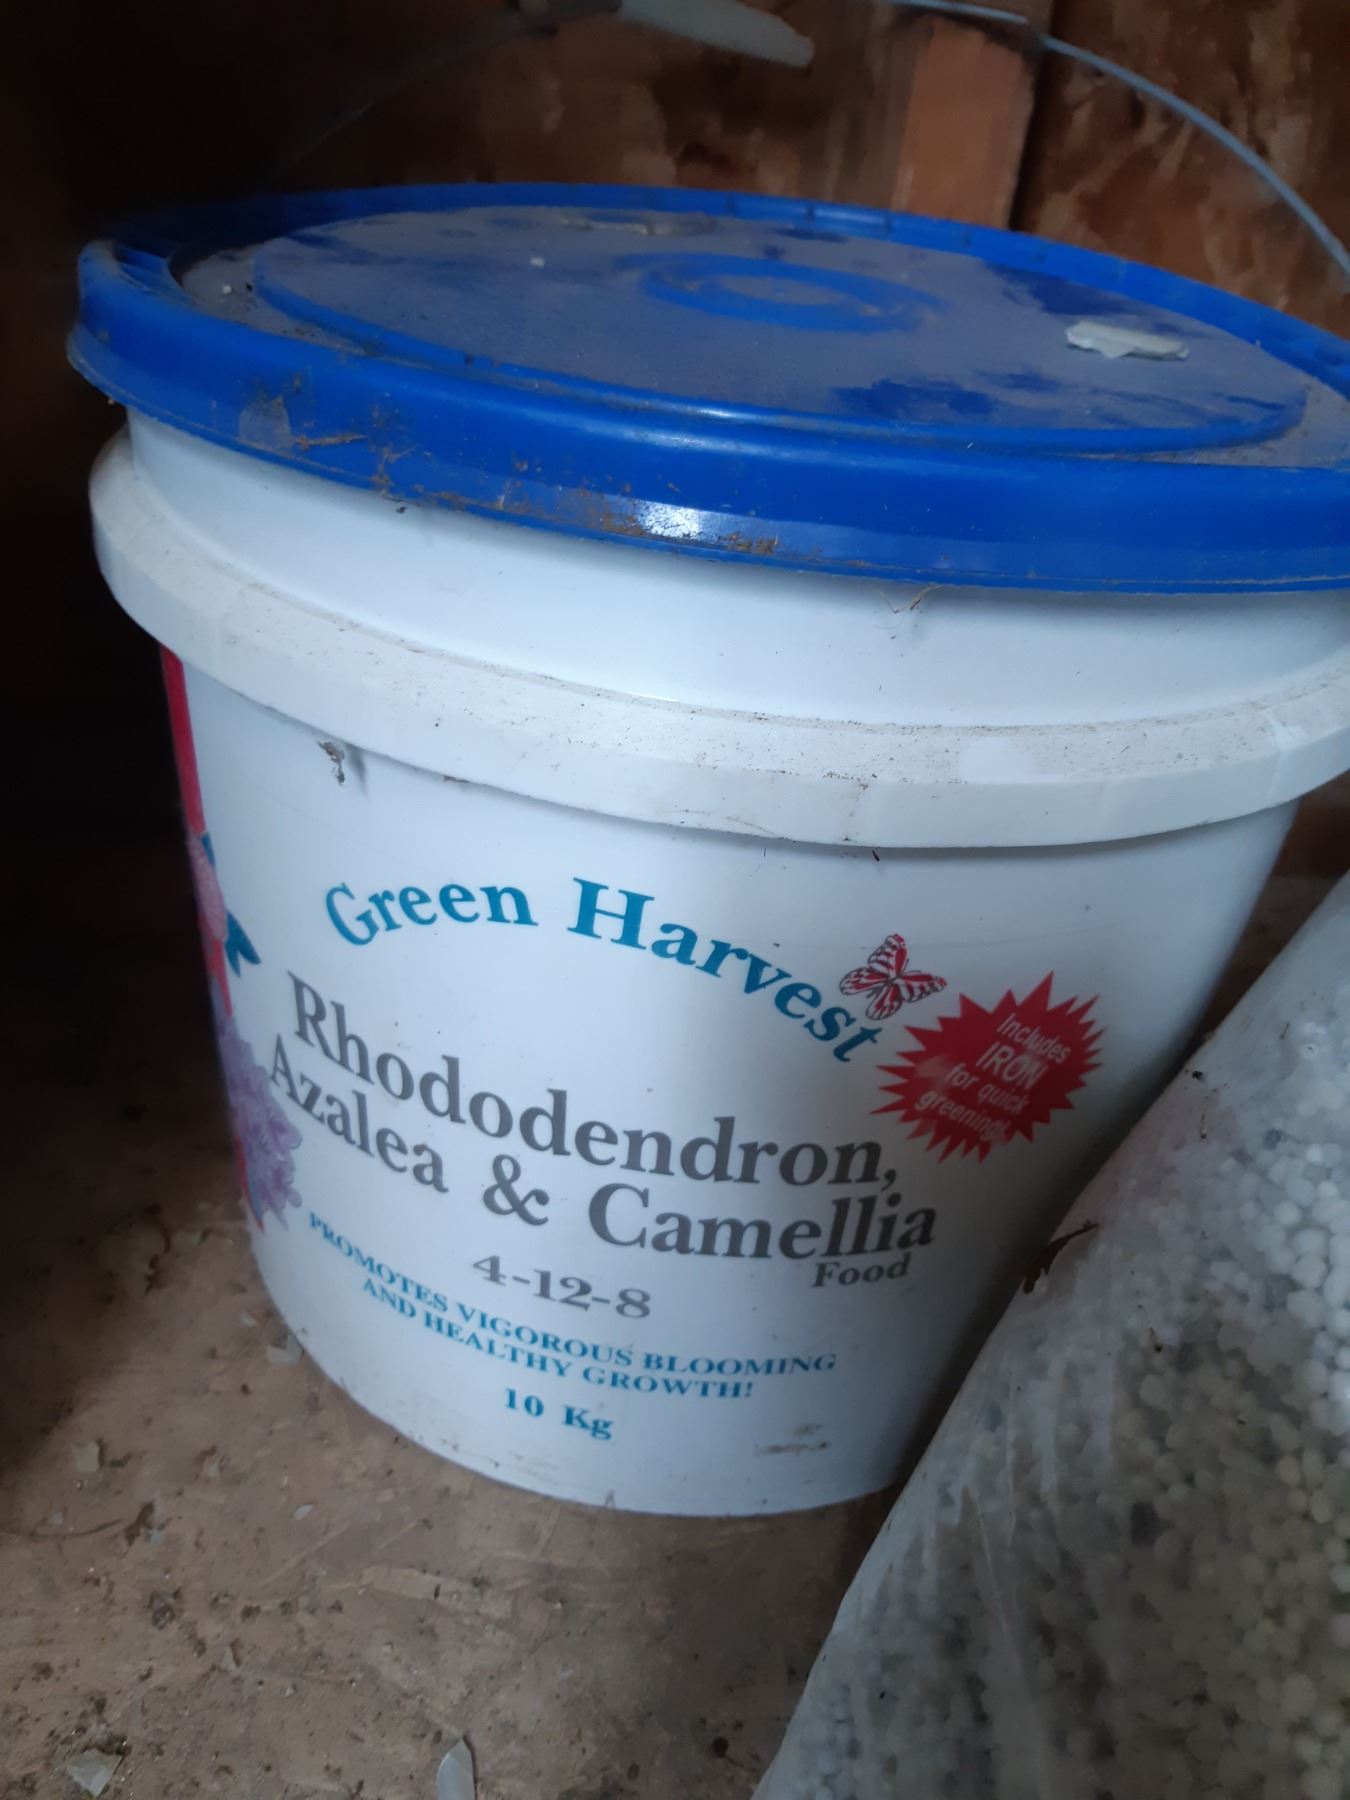 Green Harvest
Includes
IRON
for quick
greening!
Rhododendron,
Azalea & Camellia
Food
4-12-8
PROMOTES VIGOROUS BLOOMING
AND HEALTHY GROWTH!
10 Kg